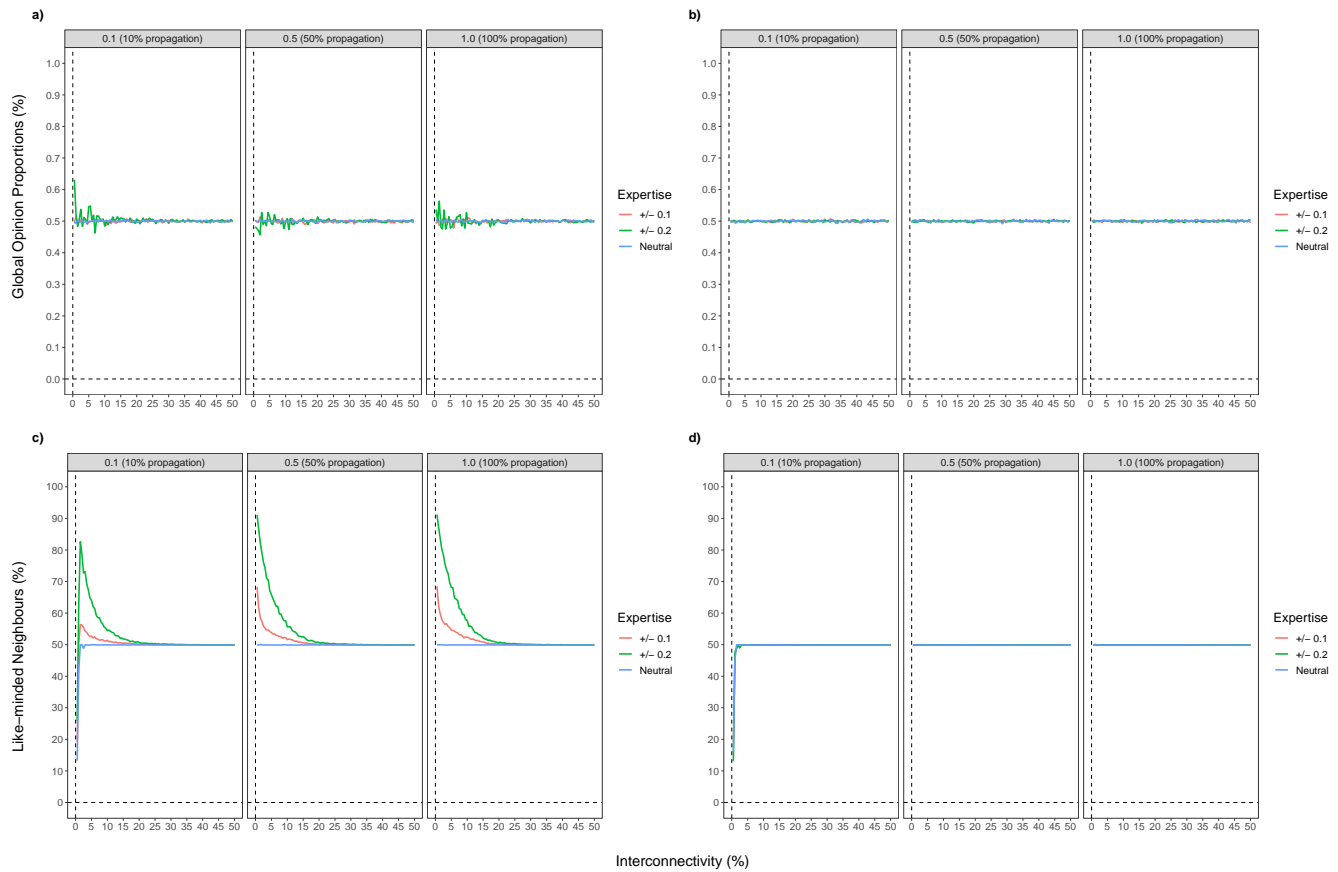 a)
0.1 (10% propagation)
0.5 (50% propagation)
1.0 (100% propagation)
Global Opinion Proportions (%)
1.0
0.9
0.8
0.7
0.6
0.5
0.4
0.3
0.2
0.1
0.0
0 5 10 15 20 25 30 35 40 45 50
0 5 10 15 20 25 30 35 40 45 50
0 5 10 15 20 25 30 35 40 45 50
Expertise
+/− 0.1
+/− 0.2
Neutral
b)
0.1 (10% propagation)
0.5 (50% propagation)
1.0 (100% propagation)
1.0
0.9
0.8
0.7
0.6
0.5
0.4
0.3
0.2
0.1
0.0
0 5 10 15 20 25 30 35 40 45 50
0 5 10 15 20 25 30 35 40 45 50
0 5 10 15 20 25 30 35 40 45 50
Expertise
+/− 0.1
+/− 0.2
Neutral
c)
0.1 (10% propagation)
0.5 (50% propagation)
1.0 (100% propagation)
Like−minded Neighbours (%)
100
90
80
70
60
50
40
30
20
10
0
0 5 10 15 20 25 30 35 40 45 50
0 5 10 15 20 25 30 35 40 45 50
0 5 10 15 20 25 30 35 40 45 50
Expertise
+/− 0.1
+/− 0.2
Neutral
d)
0.1 (10% propagation)
0.5 (50% propagation)
1.0 (100% propagation)
100
90
80
70
60
50
40
30
20
10
0
0 5 10 15 20 25 30 35 40 45 50
0 5 10 15 20 25 30 35 40 45 50
0 5 10 15 20 25 30 35 40 45 50
Expertise
+/− 0.1
+/− 0.2
Neutral
Interconnectivity (%)